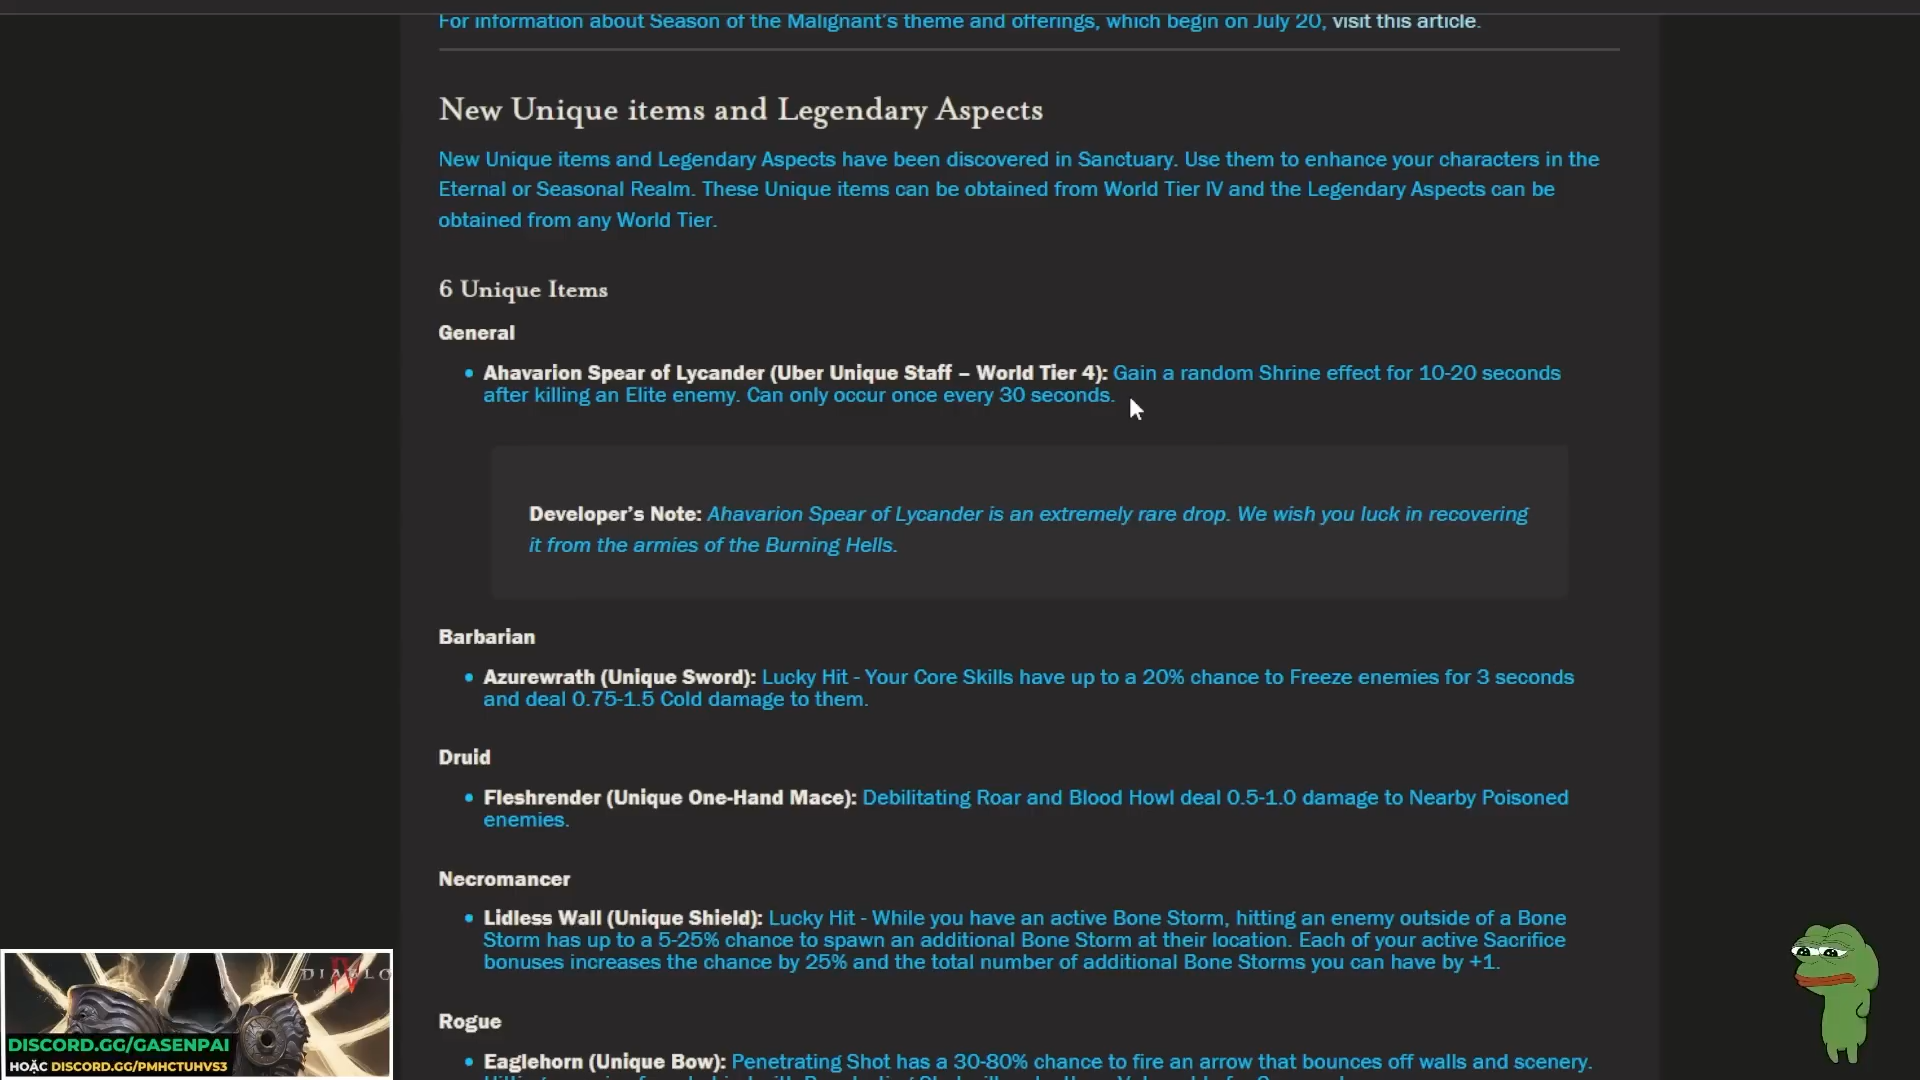 For information about Season of the Malignant's theme and offerings, which begin on July 20, visit this article.
New Unique items and Legendary Aspects
New Unique items and Legendary Aspects have been discovered in Sanctuary. Use them to enhance your characters in the
Eternal or Seasonal Realm. These Unique items can be obtained from World Tier IV and the Legendary Aspects can be
obtained from any World Tier.
6 Unique Items
General
• Ahavarion Spear of Lycander (Uber Unique Staff – World Tier 4): Gain a random Shrine effect for 10-20 seconds
after killing an Elite enemy. Can only occur once every 30 seconds.
Developer's Note: Ahavarion Spear of Lycander is an extremely rare drop. We wish you luck in recovering
it from the armies of the Burning Hells.
Barbarian
• Azurewrath (Unique Sword): Lucky Hit - Your Core Skills have up to a 20% chance to Freeze enemies for 3 seconds
and deal 0.75-1.5 Cold damage to them.
Druid
• Fleshrender (Unique One-Hand Mace): Debilitating Roar and Blood Howl deal 0.5-1.0 damage to Nearby Poisoned
enemies.
Necromancer
• Lidless Wall (Unique Shield): Lucky Hit - While you have an active Bone Storm, hitting an enemy outside of a Bone
Storm has up to a 5-25% chance to spawn an additional Bone Storm at their location. Each of your active Sacrifice
bonuses increases the chance by 25% and the total number of additional Bone Storms you can have by +1.
Rogue
• Eaglehorn (Unique Bow): Penetrating Shot has a 30-80% chance to fire an arrow that bounces off walls and scenery.
DIABLO
IV
DISCORD.GG/GASENPAI
HOẶC DISCORD.GG/PMHCTUHVS3